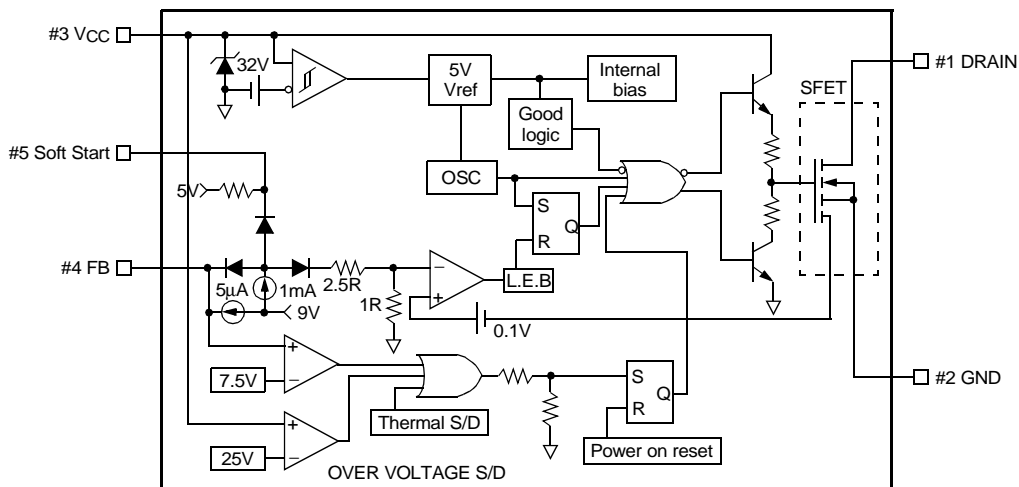 #3 VCC
32V
5V
Vref
Internal
bias
Good
logic
SFET
#1 DRAIN
#5 Soft Start
5V
OSC
S
Q
R
L.E.B
#4 FB
5μA
1mA
9V
2.5R
1R
−
+
0.1V
+
7.5V
−
Thermal S/D
S
Q
R
Power on reset
#2 GND
+
25V
−
OVER VOLTAGE S/D